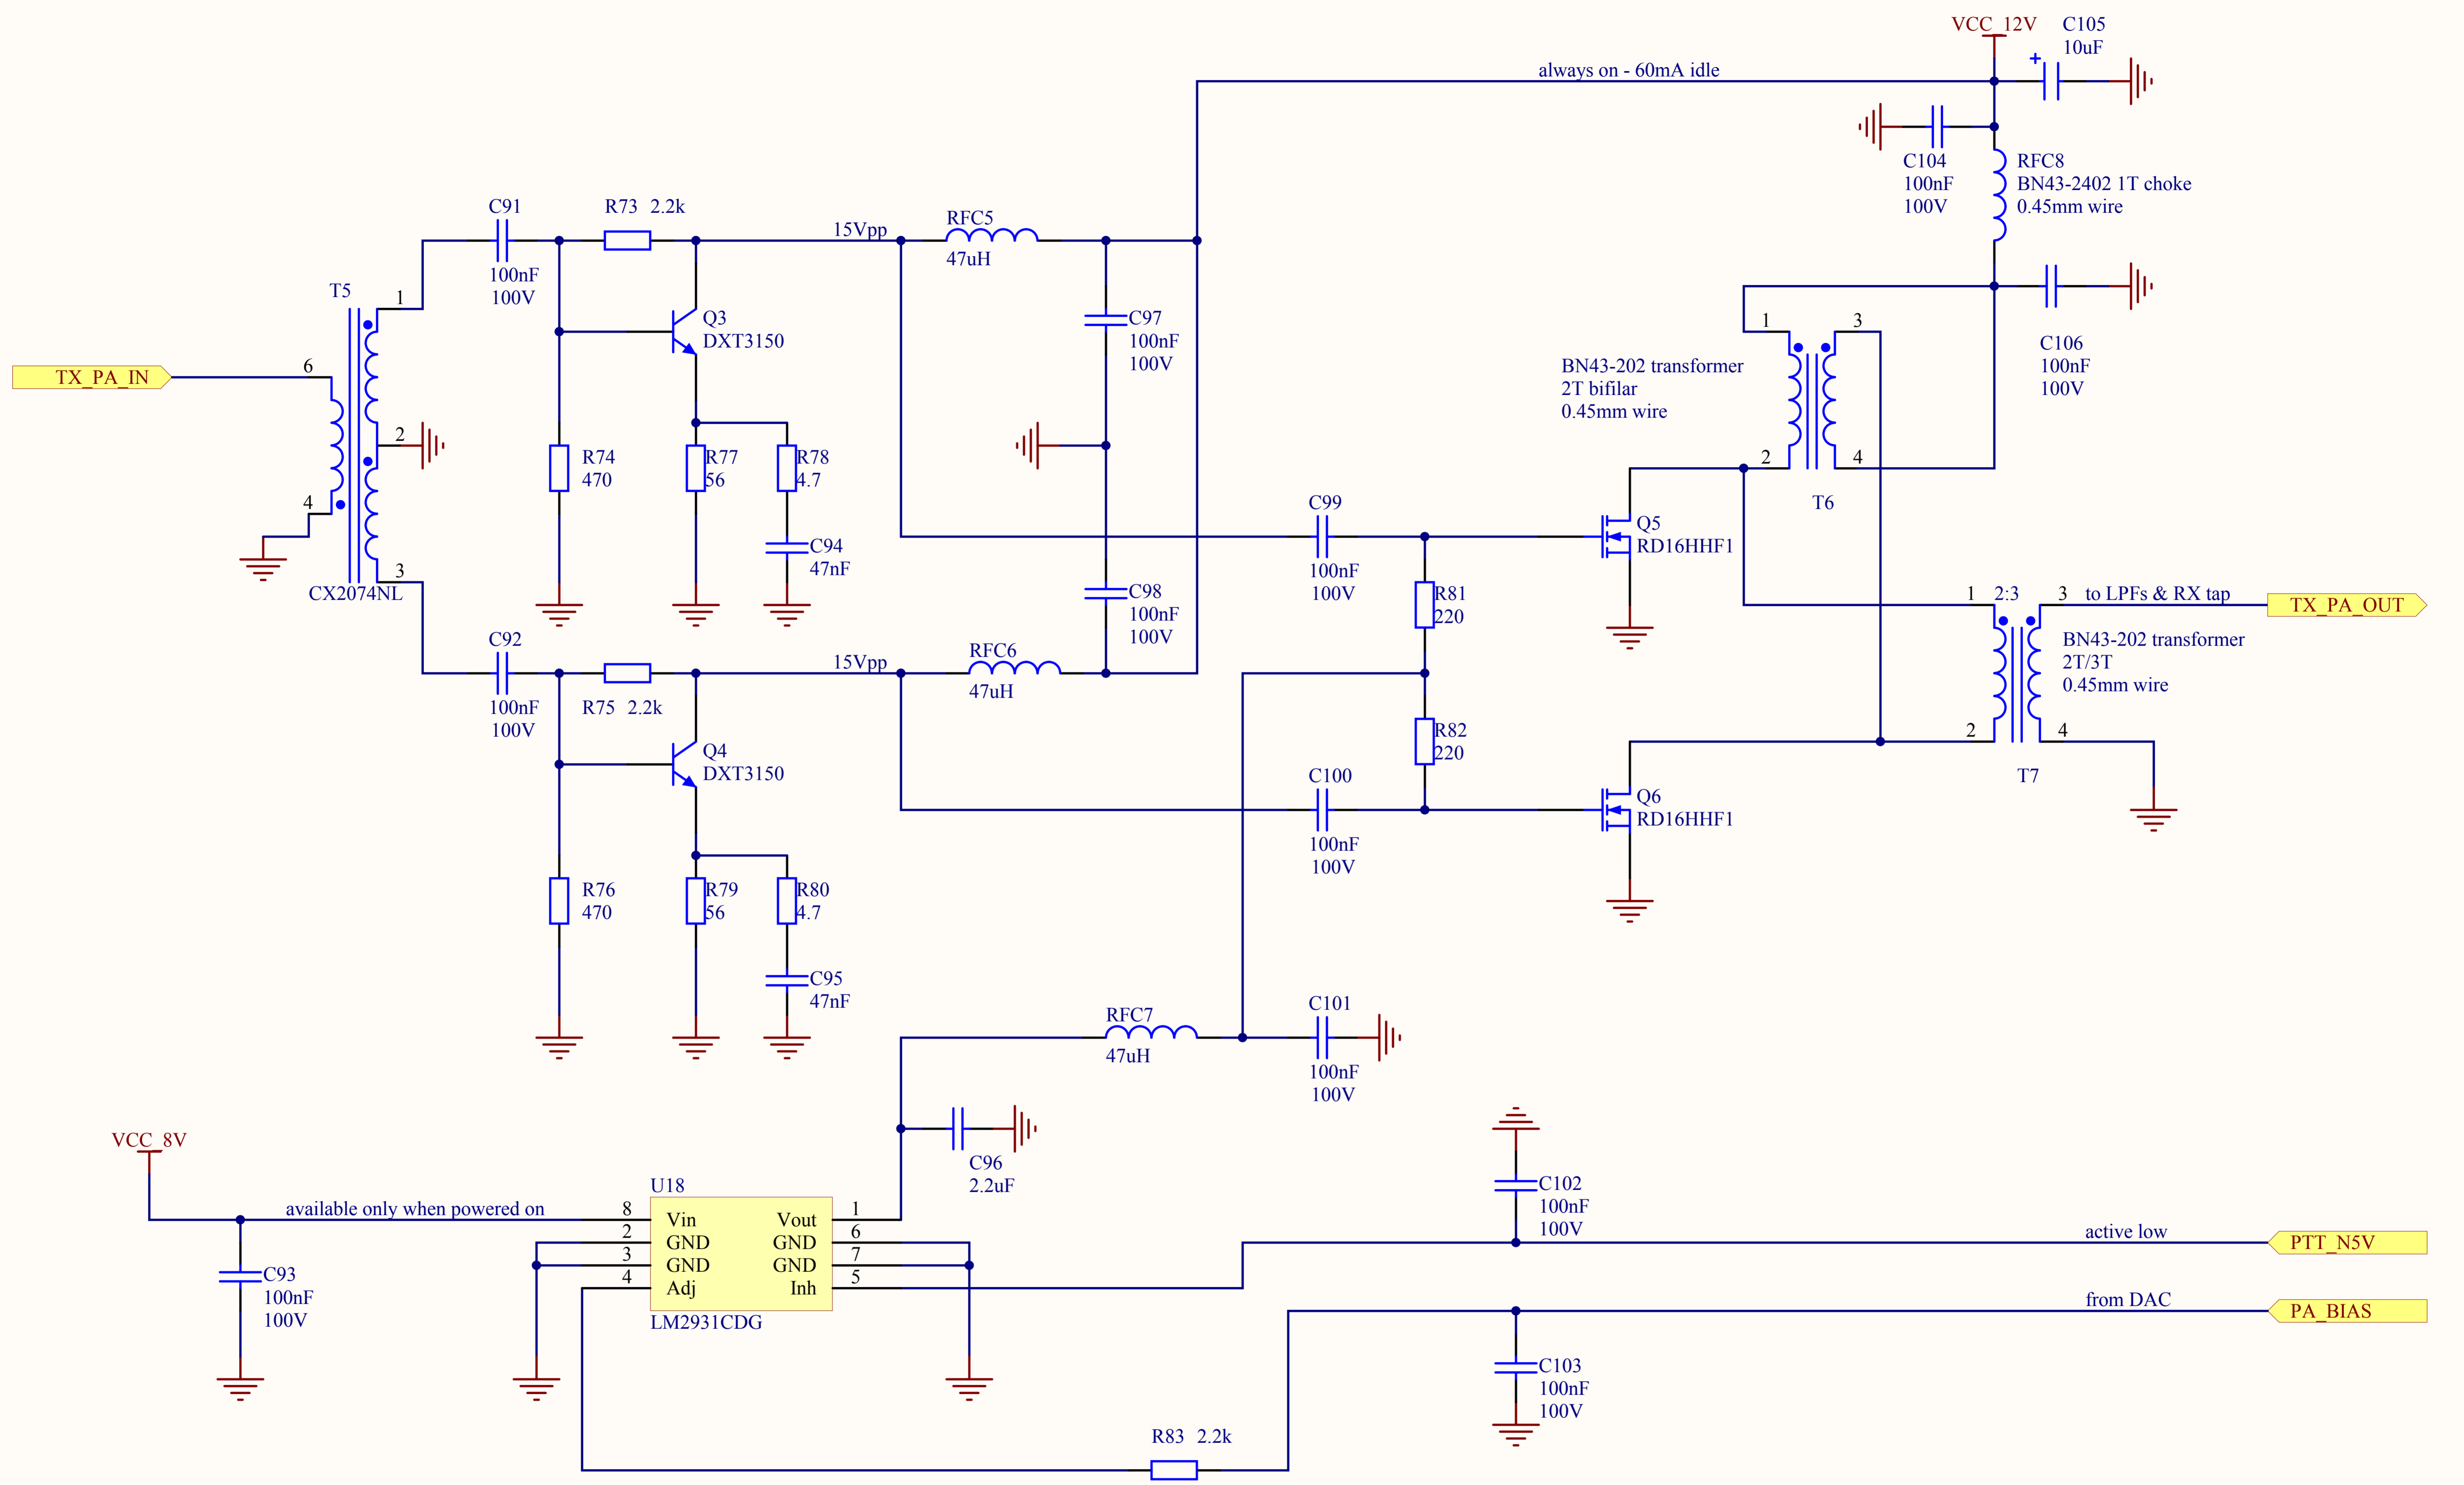 VCC_12V
C105
10uF
+
always on - 60mA idle
C104
100nF
100V
RFC8
BN43-2402 1T choke
0.45mm wire
C91
100nF
100V
R73 2.2k
15Vpp
RFC5
47uH
T5
1
6
2
4
3
CX2074NL
TX_PA_IN
Q3
DXT3150
C97
100nF
100V
1
3
BN43-202 transformer
2T bifilar
0.45mm wire
2
4
T6
C106
100nF
100V
R74
470
R77
56
R78
4.7
C94
47nF
C99
100nF
100V
Q5
RD16HHF1
C98
100nF
100V
R81
220
1
2:3
3
to LPFs & RX tap
TX_PA_OUT
BN43-202 transformer
2T/3T
0.45mm wire
2
4
T7
C92
100nF
100V
R75 2.2k
15Vpp
RFC6
47uH
Q4
DXT3150
R82
220
C100
100nF
100V
Q6
RD16HHF1
R76
470
R79
56
R80
4.7
C95
47nF
RFC7
47uH
C101
100nF
100V
VCC_8V
C96
2.2uF
available only when powered on
U18
8
Vin
Vout
1
2
GND
GND
6
3
GND
GND
7
4
Adj
Inh
5
LM2931CDG
C93
100nF
100V
C102
100nF
100V
active low
PTT_N5V
from DAC
PA_BIAS
C103
100nF
100V
R83 2.2k